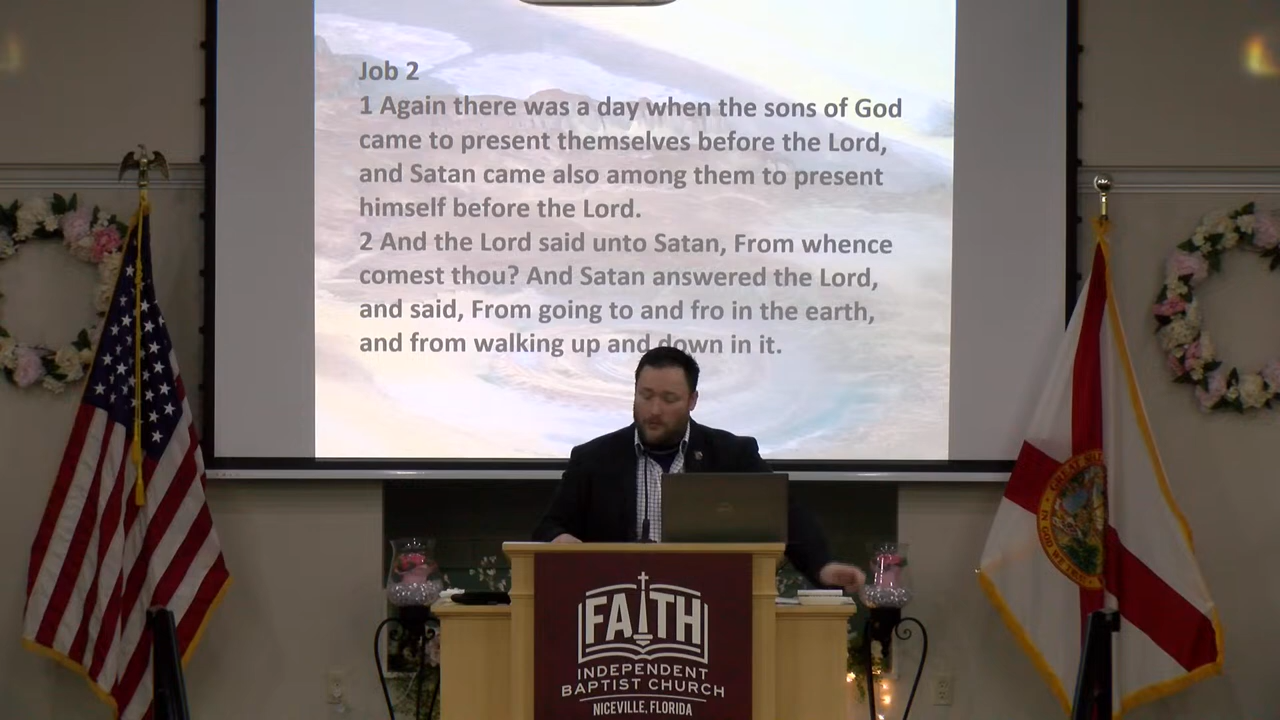 Job 2
1 Again there was a day when the sons of God
came to present themselves before the Lord,
and Satan came also among them to present
himself before the Lord.
2 And the Lord said unto Satan, From whence
comest thou? And Satan answered the Lord,
and said, From going to and fro in the earth,
and from walking up and down in it.
FAITH
INDEPENDENT
BAPTIST CHURCH
NICEVILLE, FLORIDA
IN GOD WE